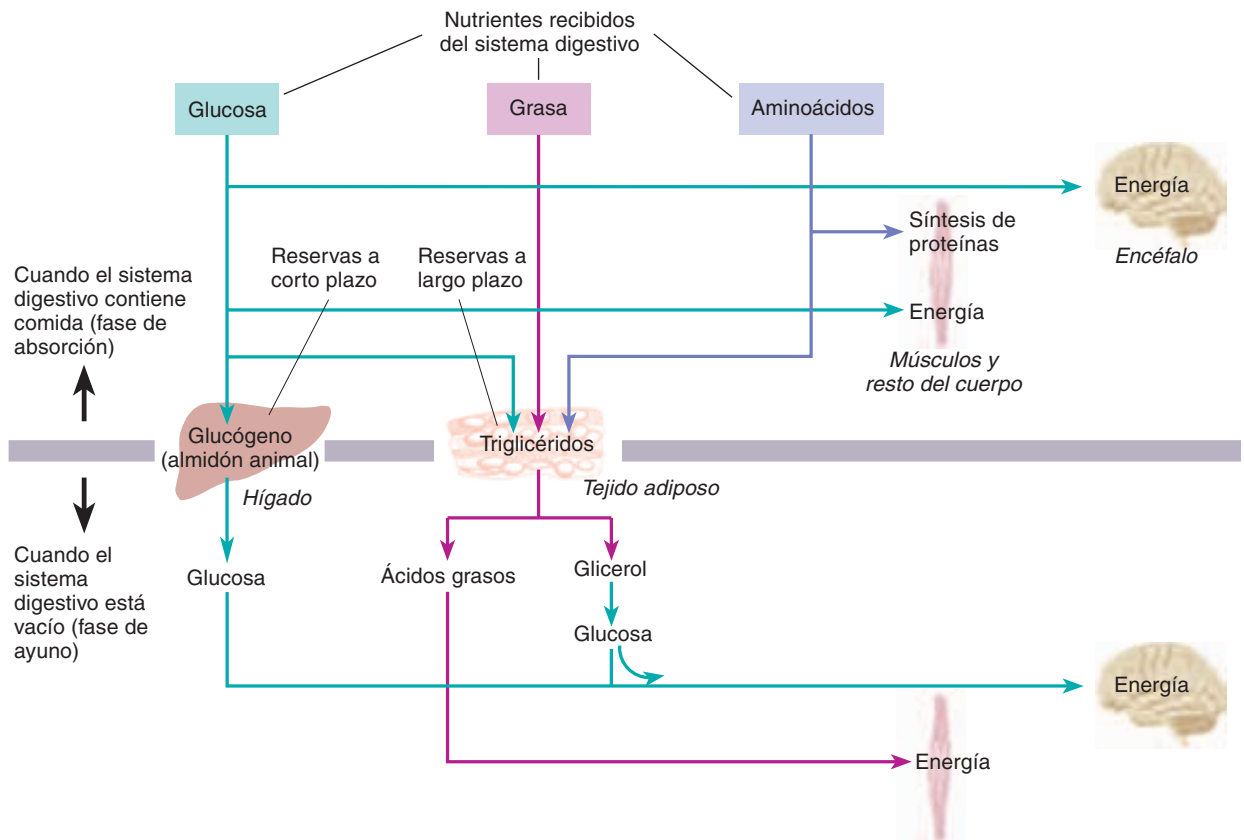 Nutrientes recibidos
del sistema digestivo
Glucosa
Grasa
Aminoácidos
Energía
Encéfalo
Síntesis de
proteínas
Reservas a
corto plazo
Reservas a
largo plazo
Cuando el sistema
digestivo contiene
comida (fase de
absorción)
Energía
Músculos y
resto del cuerpo
Glucógeno
(almidón animal)
Hígado
Triglicéridos
Tejido adiposo
Cuando el
sistema
digestivo está
vacío (fase de
ayuno)
Glucosa
Ácidos grasos
Glicerol
Glucosa
Energía
Energía